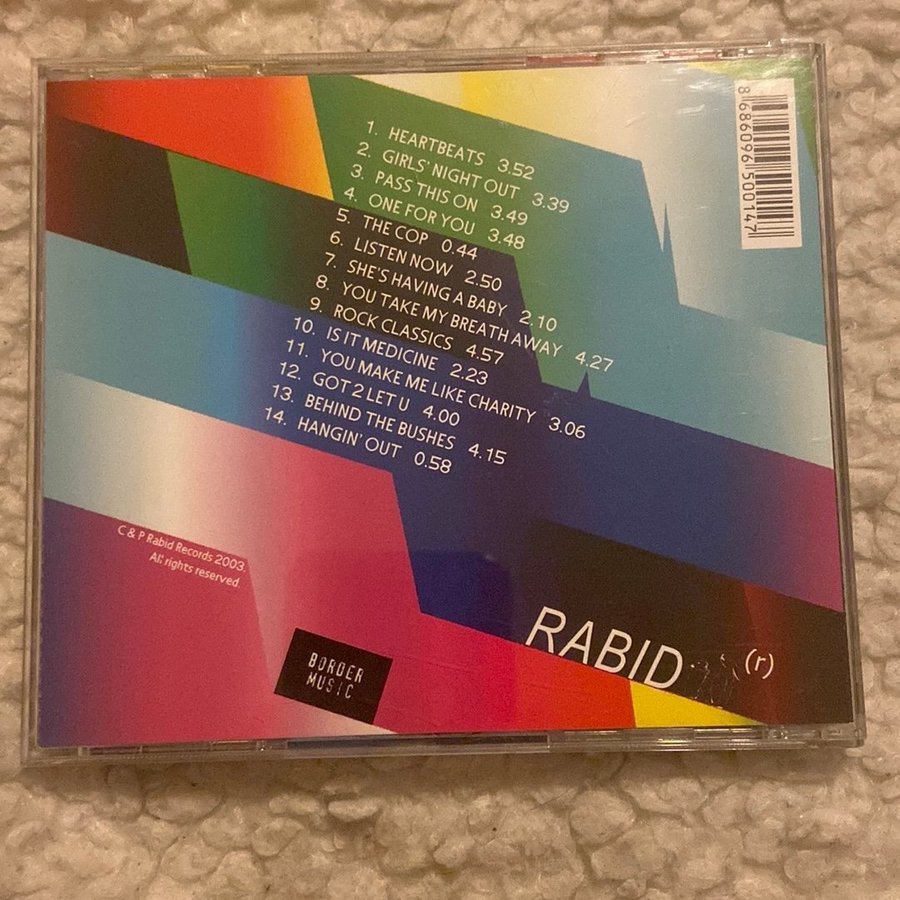 1. HEARTBEATS 3.52
2. GIRLS' NIGHT OUT 3.39
3. PASS THIS ON 3.49
4. ONE FOR YOU 3.48
5. THE COP 0.44
6. LISTEN NOW 2.50
7. SHE'S HAVING A BABY 2.10
8. YOU TAKE MY BREATH AWAY 4.27
9. ROCK CLASSICS 4.57
10. IS IT MEDICINE 2.23
11. YOU MAKE ME LIKE CHARITY 3.06
12. GOT 2 LET U 4.00
13. BEHIND THE BUSHES 4.15
14. HANGIN' OUT 0.58
8686096500147
C & P Rabid Records 2003.
All rights reserved.
BORDER
MUSIC
RABID (r)